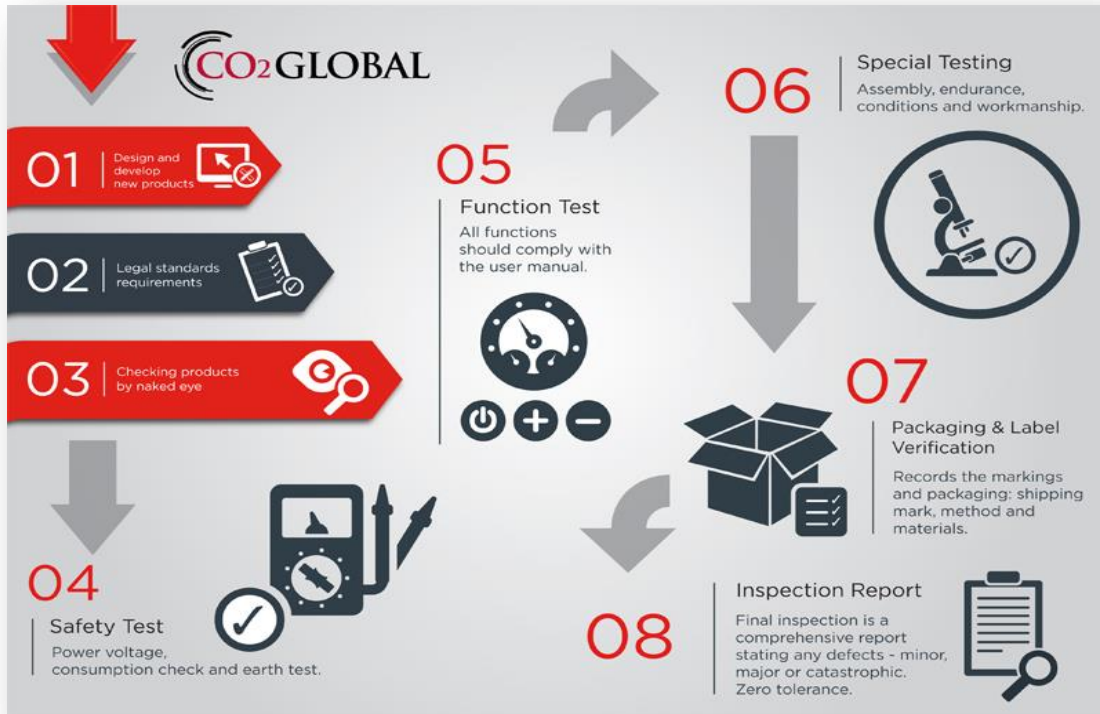 CO2 GLOBAL
01
Design and
develop
new products
02
Legal standards
requirements
03
Checking products
by naked eye
04
Safety Test
Power voltage,
consumption check and earth test.
05
Function Test
All functions
should comply with
the user manual.
06
Special Testing
Assembly, endurance,
conditions and workmanship.
07
Packaging & Label
Verification
Records the markings
and packaging: shipping
mark, method and
materials.
08
Inspection Report
Final inspection is a
comprehensive report
stating any defects - minor,
major or catastrophic.
Zero tolerance.